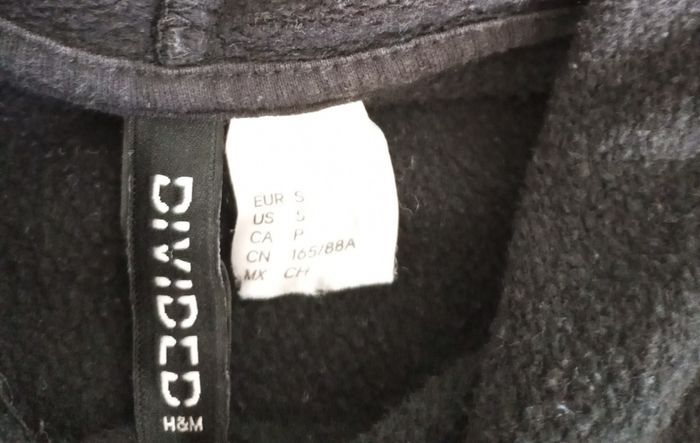 DIVIDED
H&M
EUR S
US S
CA P
CN 165/88A
MX CH